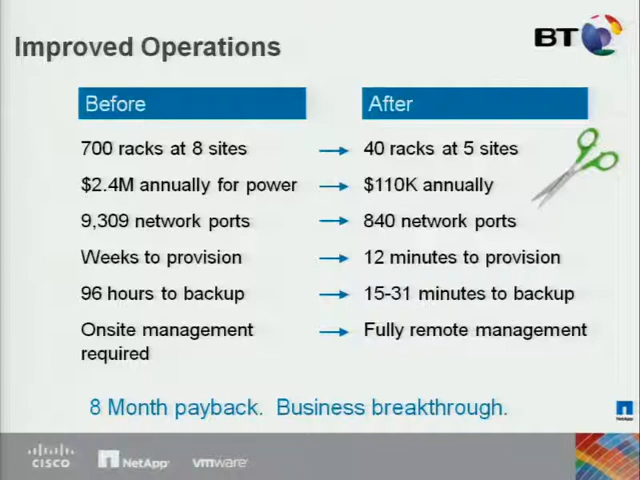 Improved Operations
BT
Before
After
700 racks at 8 sites
40 racks at 5 sites
$2.4M annually for power
$110K annually
9,309 network ports
840 network ports
Weeks to provision
12 minutes to provision
96 hours to backup
15-31 minutes to backup
Onsite management
required
Fully remote management
8 Month payback. Business breakthrough.
NetApp
CISCO
NetApp
vmware